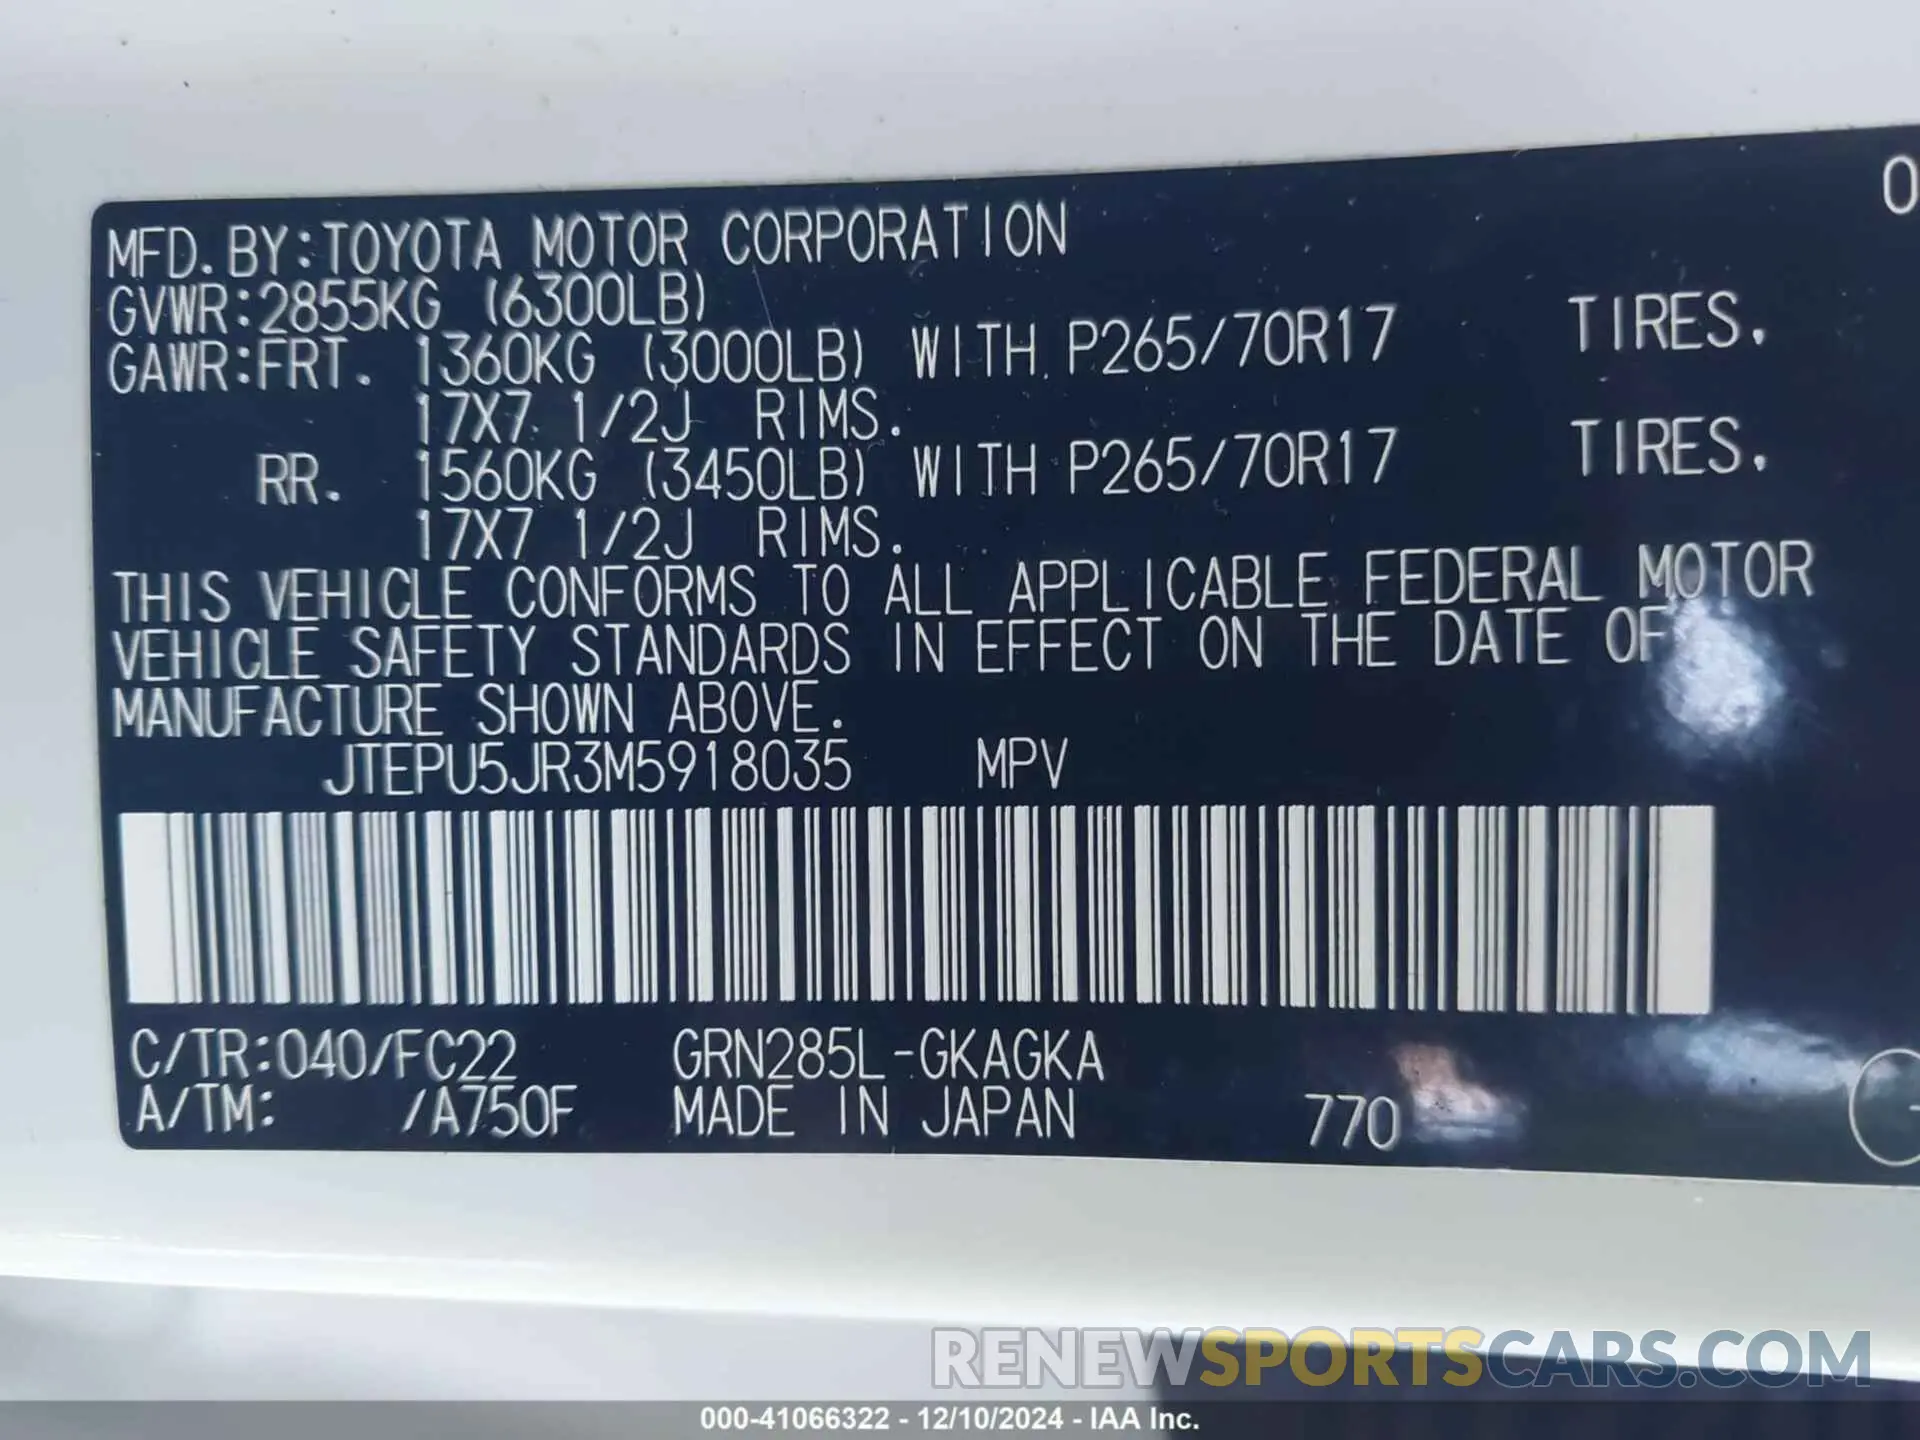 0
MFD.BY:TOYOTA MOTOR CORPORATION
GVWR:2855KG (6300LB)
GAWR:FRT. 1360KG (3000LB) WITH P265/70R17 TIRES,
17X7 1/2J RIMS.
RR. 1560KG (3450LB) WITH P265/70R17 TIRES,
17X7 1/2J RIMS.
THIS VEHICLE CONFORMS TO ALL APPLICABLE FEDERAL MOTOR
VEHICLE SAFETY STANDARDS IN EFFECT ON THE DATE OF
MANUFACTURE SHOWN ABOVE.
JTEPU5JR3M5918035 MPV
C/TR:040/FC22 GRN285L-GKAGKA
A/TM: /A750F MADE IN JAPAN 770
RENEWSPORTSCARS.COM
000-41066322 - 12/10/2024 - IAA Inc.